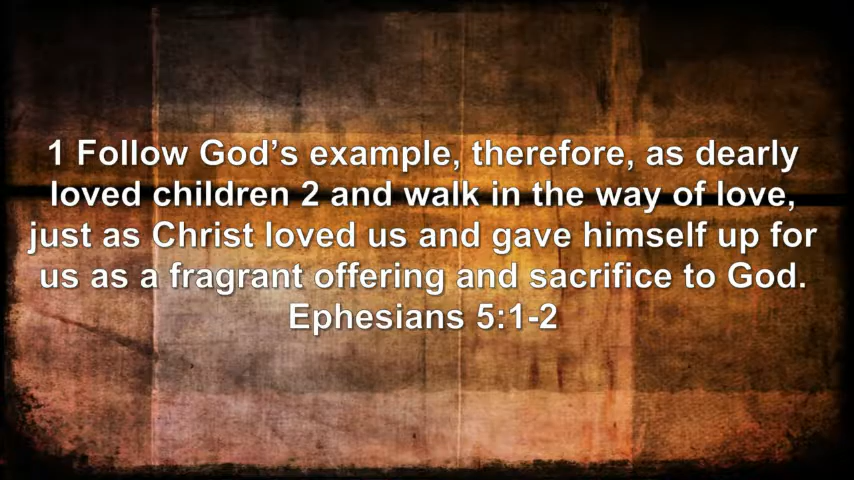 1 Follow God’s example, therefore, as dearly
loved children 2 and walk in the way of love,
just as Christ loved us and gave himself up for
us as a fragrant offering and sacrifice to God.
Ephesians 5:1-2